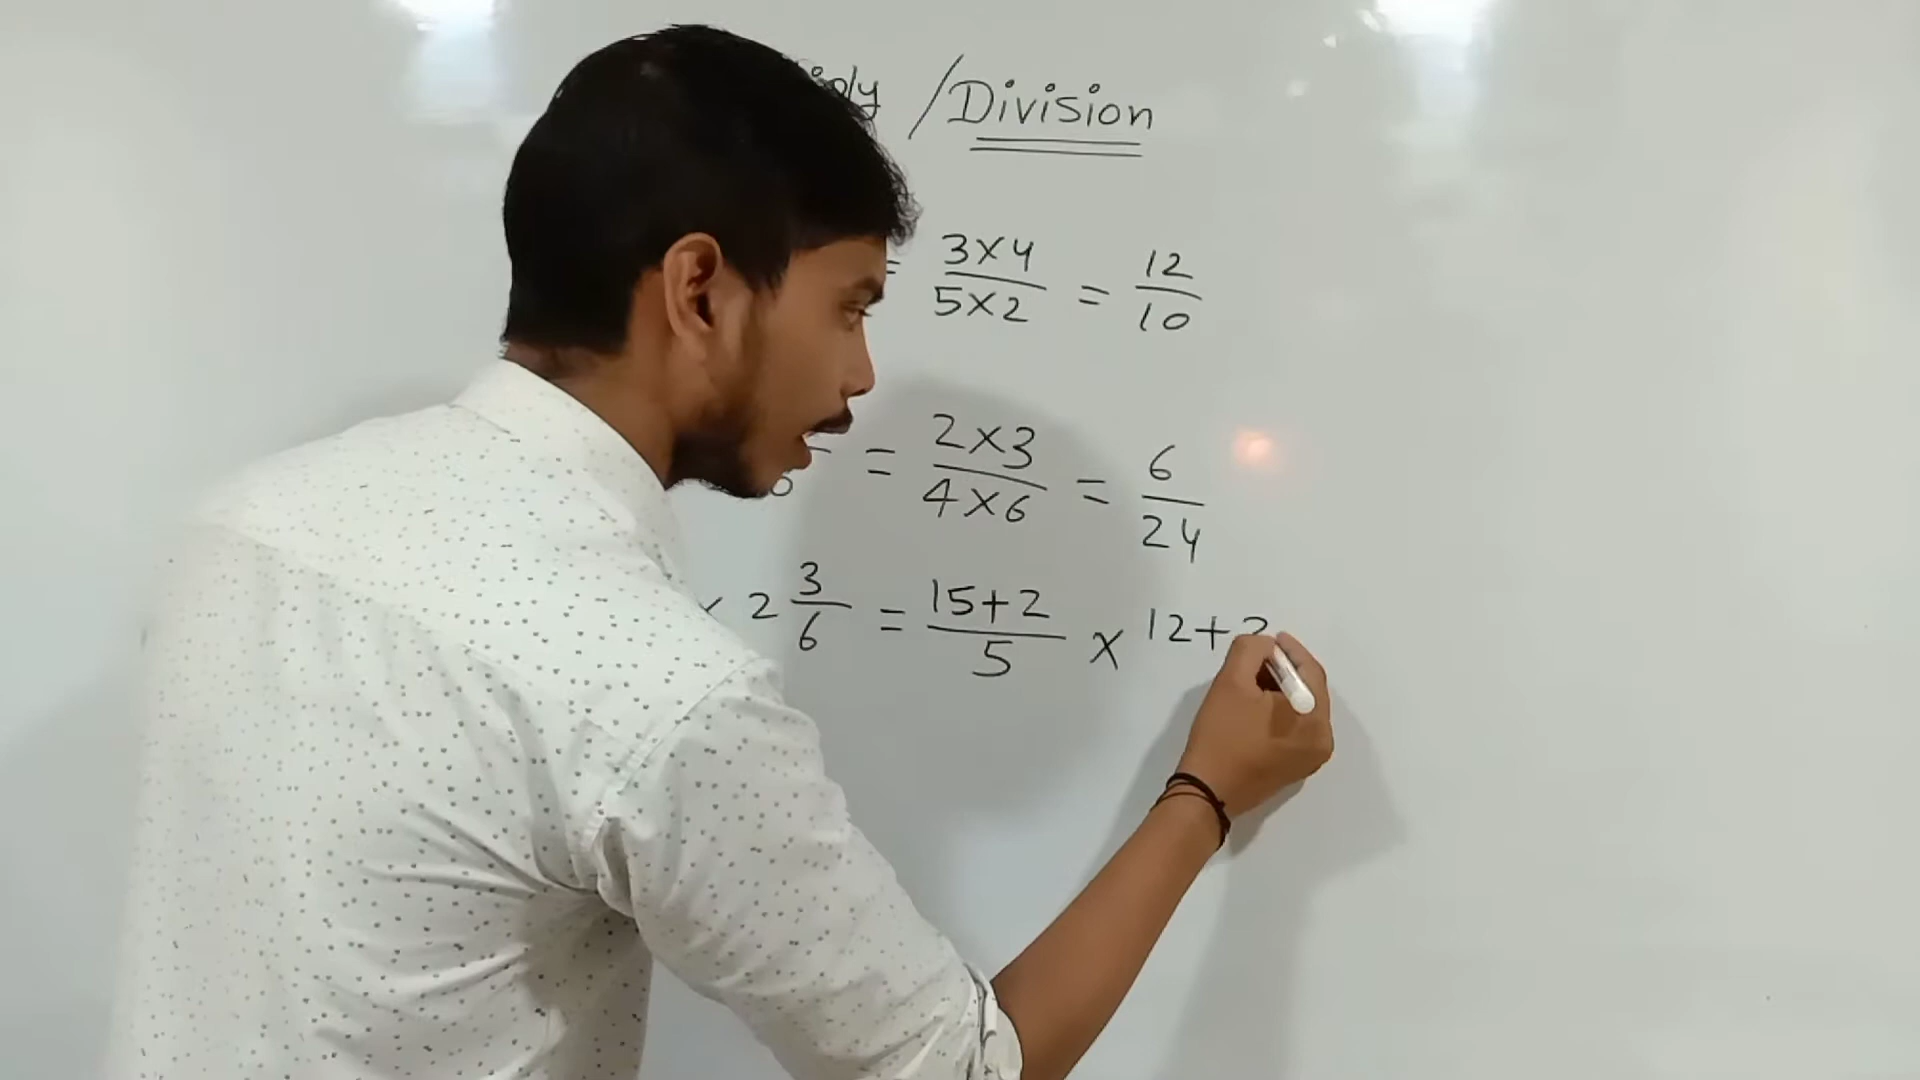 /Division
= 3×4/5×2 = 12/10
= 2×3/4×6 = 6/24
2 3/6 = 15+2/5 × 12+